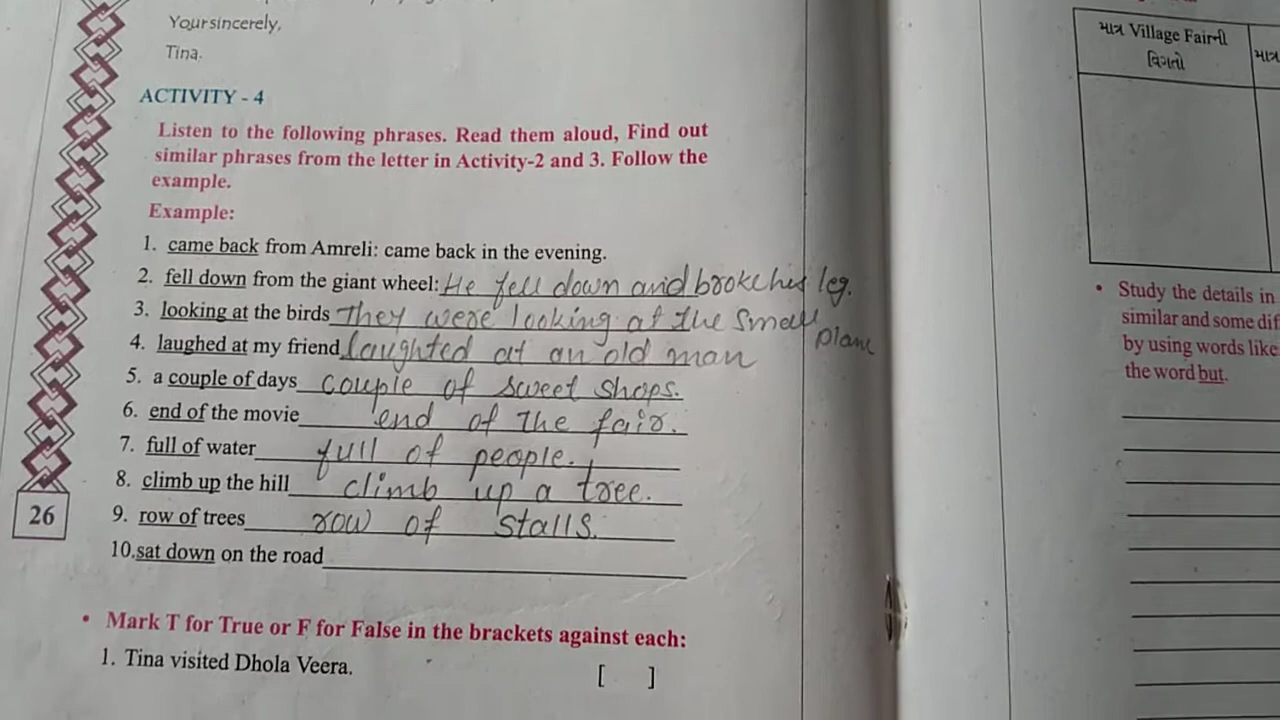 Your sincerely,
Tina.
ACTIVITY - 4
Listen to the following phrases. Read them aloud, Find out
similar phrases from the letter in Activity-2 and 3. Follow the
example.
Example:
1. came back from Amreli: came back in the evening.
2. fell down from the giant wheel: He fell down and brooke his leg.
3. looking at the birds They were looking at the small plane
4. laughed at my friend laughted at an old man
5. a couple of days couple of sweet shops.
6. end of the movie end of the fair.
7. full of water full of people.
8. climb up the hill climb up a tree.
9. row of trees row of stalls.
10. sat down on the road
26
• Mark T for True or F for False in the brackets against each:
1. Tina visited Dhola Veera. [ ]
માત્ર Village Fairની
વિગતો
માત્ર
• Study the details in
similar and some dif
by using words like
the word but.